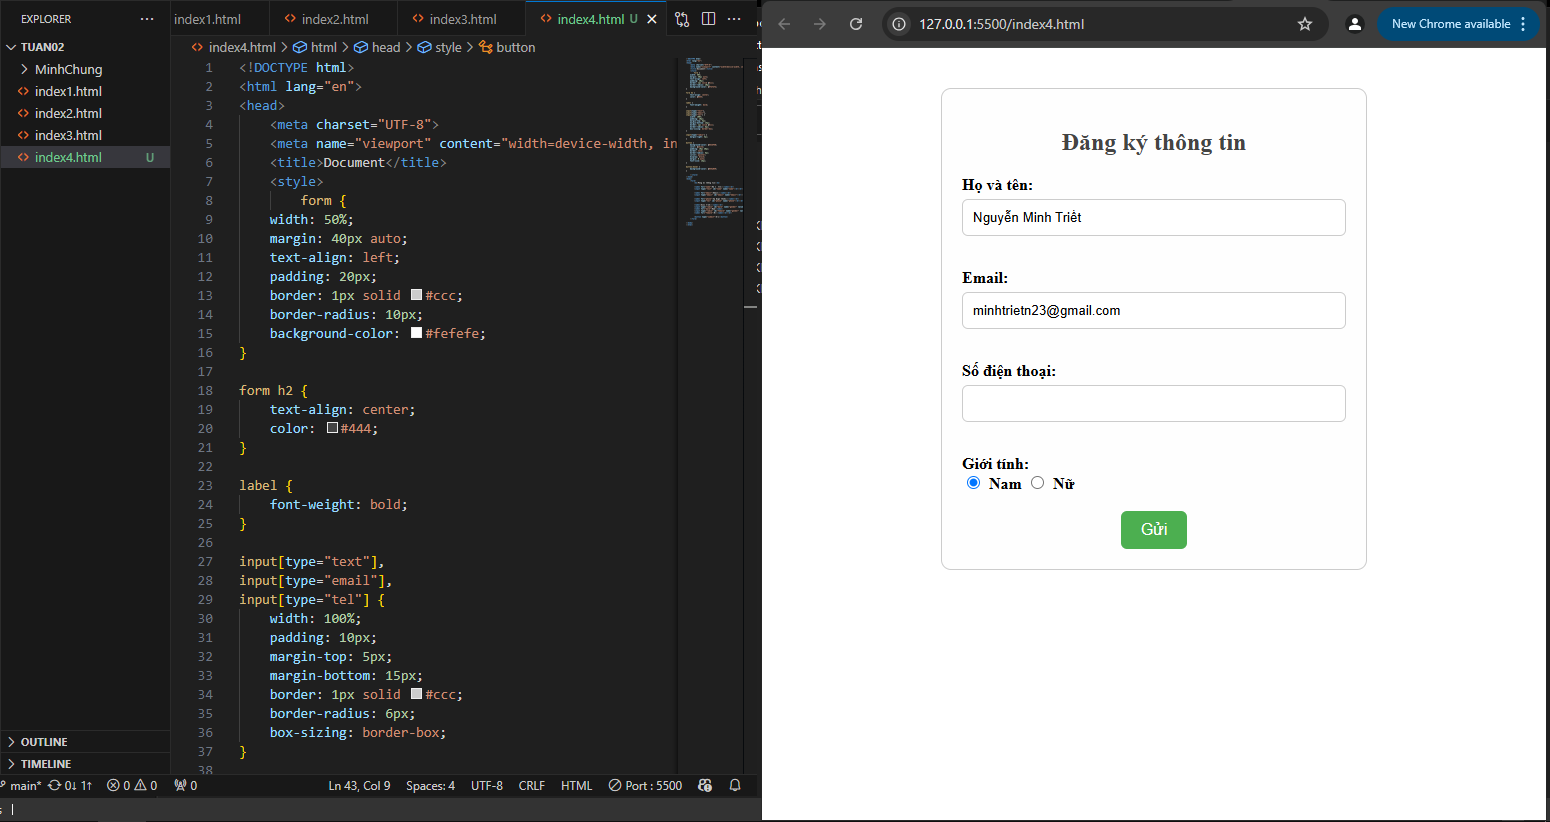 EXPLORER
TUAN02
MinhChung
index1.html
index2.html
index3.html
index4.html U
OUTLINE
TIMELINE
index1.html
index2.html
index3.html
index4.html U
index4.html > html > head > style > button
1 <!DOCTYPE html>
2 <html lang="en">
3 <head>
4 <meta charset="UTF-8">
5 <meta name="viewport" content="width=device-width, in
6 <title>Document</title>
7 <style>
8 form {
9 width: 50%;
10 margin: 40px auto;
11 text-align: left;
12 padding: 20px;
13 border: 1px solid #ccc;
14 border-radius: 10px;
15 background-color: #fefefe;
16 }
17
18 form h2 {
19 text-align: center;
20 color: #444;
21 }
22
23 label {
24 font-weight: bold;
25 }
26
27 input[type="text"],
28 input[type="email"],
29 input[type="tel"] {
30 width: 100%;
31 padding: 10px;
32 margin-top: 5px;
33 margin-bottom: 15px;
34 border: 1px solid #ccc;
35 border-radius: 6px;
36 box-sizing: border-box;
37 }
38
main* 0↓ 1↑ 0 0 0 Ln 43, Col 9 Spaces: 4 UTF-8 CRLF HTML Port : 5500
127.0.0.1:5500/index4.html
New Chrome available
Đăng ký thông tin
Họ và tên:
Nguyễn Minh Triết
Email:
minhtrietn23@gmail.com
Số điện thoại:
Giới tính:
Nam Nữ
Gửi